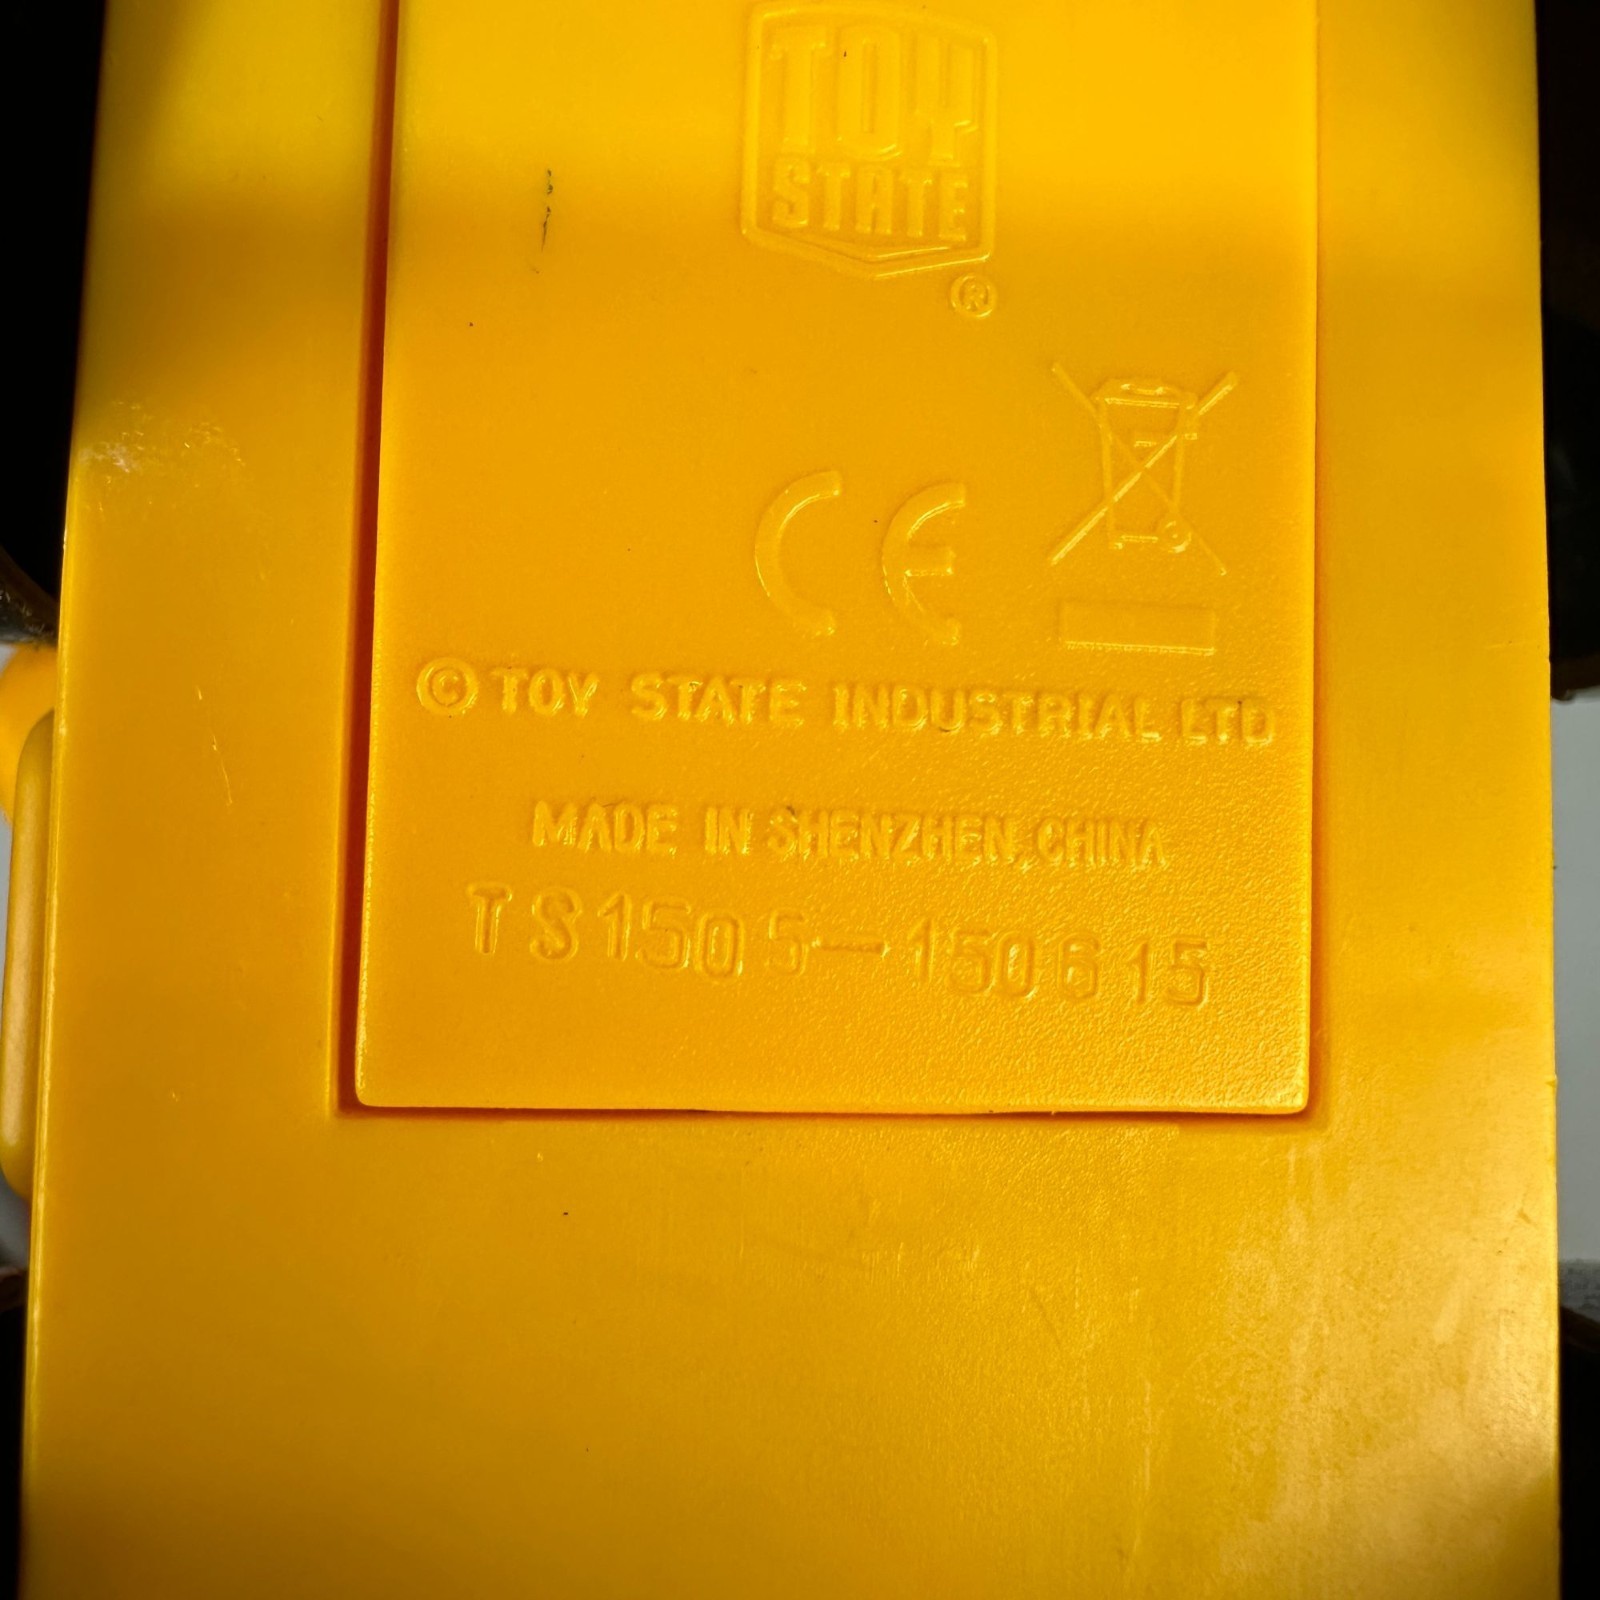 TOY
STATE
®
CE
© TOY STATE INDUSTRIAL LTD
MADE IN SHENZHEN, CHINA
TS1505-150615